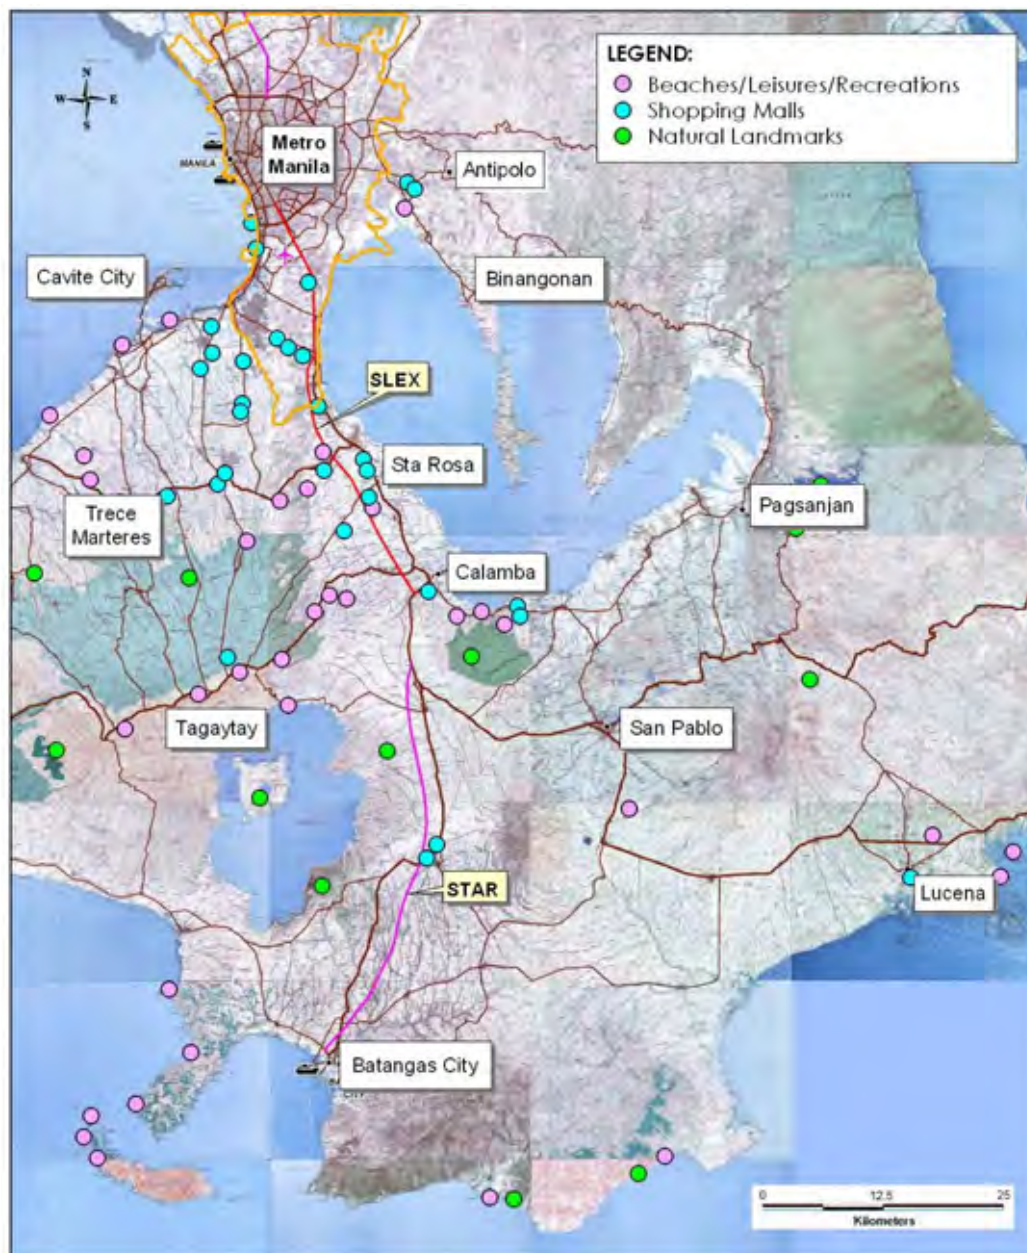 LEGEND:
Beaches/Leisures/Recreations
Shopping Malls
Natural Landmarks
N
W E
S
Metro
Manila
MANILA
Antipolo
Cavite City
Binangonan
SLEX
Sta Rosa
Trece
Marteres
Pagsanjan
Calamba
Tagaytay
San Pablo
STAR
Lucena
Batangas City
0 12.5 25
Kilometers